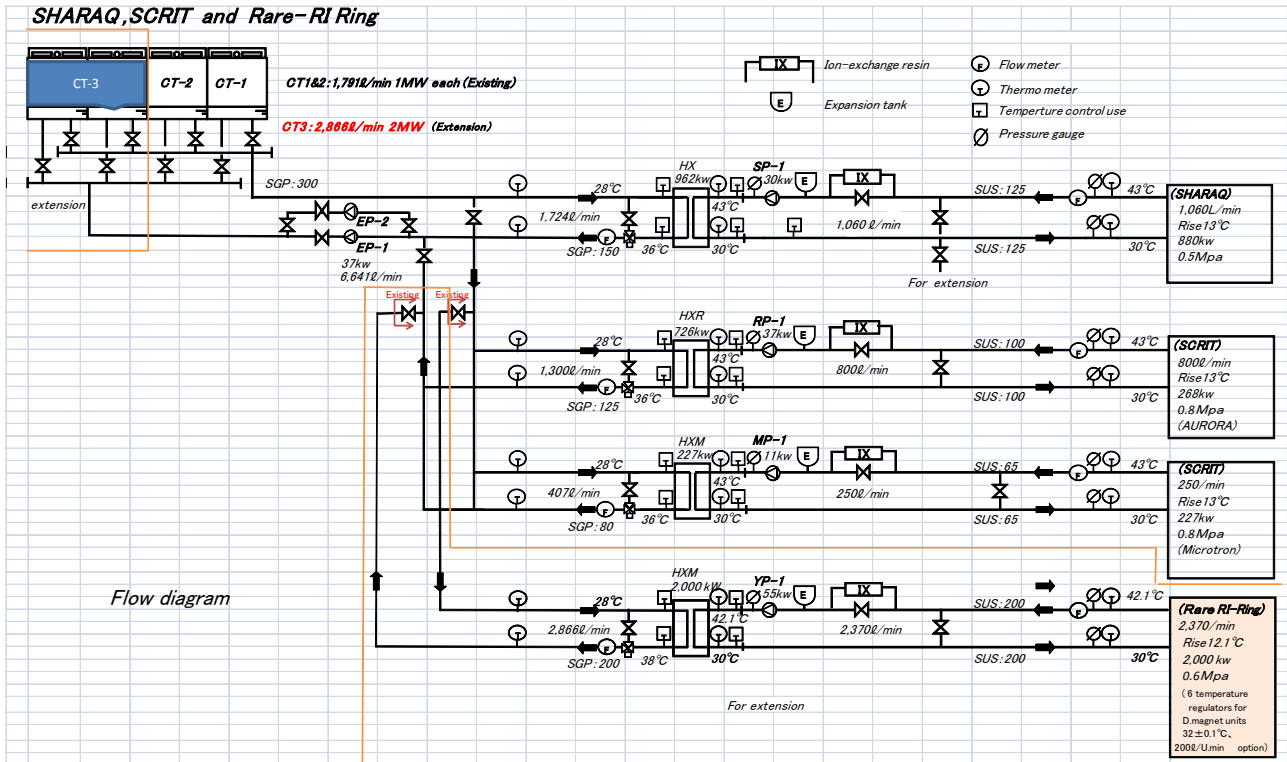 SHARAQ,SCRIT and Rare-RI Ring
CT-3
CT-2
CT-1
CT1&2:1,791ℓ/min 1MW each (Existing)
CT3:2,866ℓ/min 2MW (Extension)
IX
Ion-exchange resin
E
Expansion tank
F
Flow meter
T
Thermo meter
T
Temperture control use
Pressure gauge
extension
SGP:300
EP-2
EP-1
37kw
6,641ℓ/min
28℃
1,724ℓ/min
F
SGP:150
36℃
HX
962kw
43℃
30℃
SP-1
30kw
E
IX
1,060 ℓ/min
SUS:125
SUS:125
For extension
F
43℃
30℃
(SHARAQ)
1,060L/min
Rise13℃
880kw
0.5Mpa
Existing
Existing
28℃
1,300ℓ/min
F
SGP:125
36℃
HXR
726kw
43℃
30℃
RP-1
37kw
E
IX
800ℓ/min
SUS:100
SUS:100
F
43℃
30℃
(SCRIT)
800ℓ/min
Rise13℃
268kw
0.8Mpa
(AURORA)
28℃
407ℓ/min
F
SGP:80
36℃
HXM
227kw
43℃
30℃
MP-1
11kw
E
IX
250ℓ/min
SUS:65
SUS:65
F
43℃
30℃
(SCRIT)
250/min
Rise13℃
227kw
0.8Mpa
(Microtron)
Flow diagram
28℃
2,866ℓ/min
F
SGP:200
38℃
HXM
2,000 kW
42.1℃
30℃
YP-1
55kw
E
IX
2,370ℓ/min
SUS:200
SUS:200
F
42.1℃
30℃
For extension
(Rare RI-Ring)
2,370/min
Rise12.1℃
2,000 kw
0.6Mpa
(6 temperature
regulators for
D.magnet units
32±0.1℃、
200ℓ/U.min option)